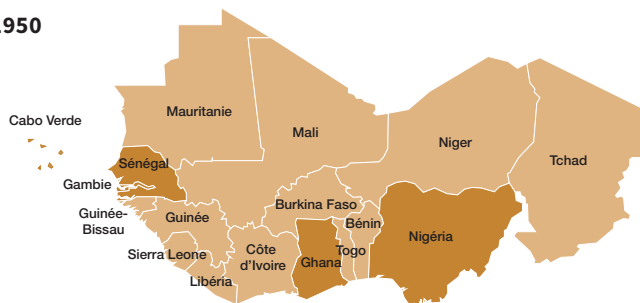 1950
Mauritanie
Cabo Verde
Mali
Niger
Tchad
Sénégal
Gambie
Burkina Faso
Guinée-
Bissau
Guinée
Bénin
Nigéria
Sierra Leone
Côte
d'Ivoire
Ghana
Togo
Libéria